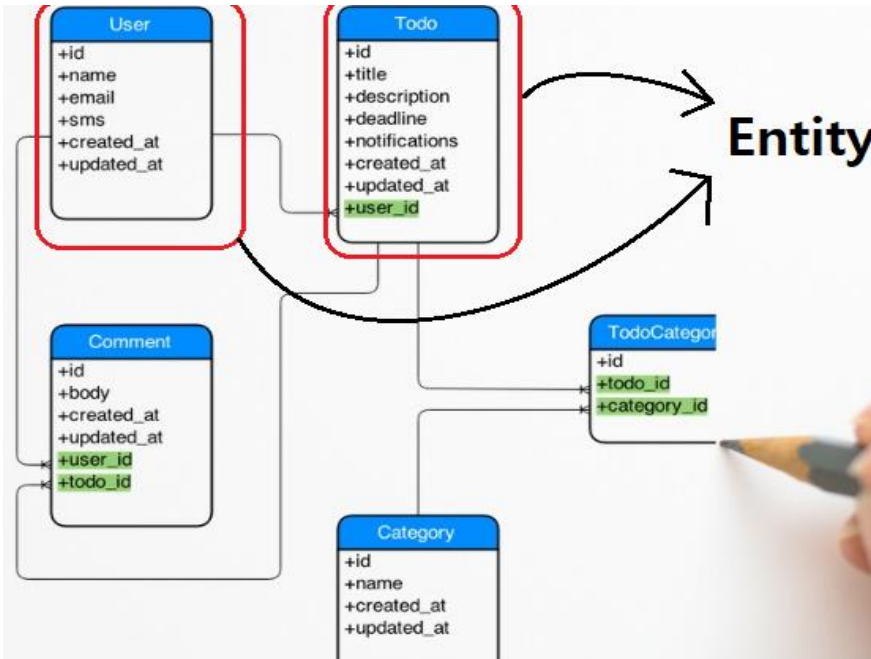 User
+id
+name
+email
+sms
+created_at
+updated_at
Todo
+id
+title
+description
+deadline
+notifications
+created_at
+updated_at
+user_id
Entity
Comment
+id
+body
+created_at
+updated_at
+user_id
+todo_id
TodoCategor
+id
+todo_id
+category_id
Category
+id
+name
+created_at
+updated_at